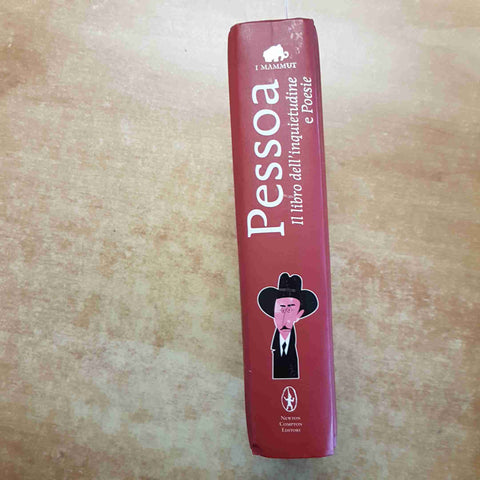 I MAMMUT
Pessoa
Il libro dell'inquietudine
e Poesie
NEWTON
COMPTON
EDITORI